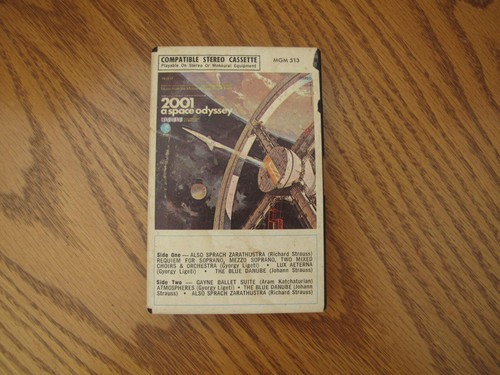 COMPATIBLE STEREO CASSETTE
Playable On Stereo Or Monaural Equipment
MGM 513
2001
a space odyssey
Side One — ALSO SPRACH ZARATHUSTRA (Richard Strauss)
REQUIEM FOR SOPRANO, MEZZO SOPRANO, TWO MIXED
CHOIRS & ORCHESTRA (Gyorgy Ligeti) • LUX AETERNA
(Gyorgy Ligeti) • THE BLUE DANUBE (Johann Strauss)
Side Two — GAYNE BALLET SUITE (Aram Katchaturian)
ATMOSPHERES (Gyorgy Ligeti) • THE BLUE DANUBE (Johann
Strauss) • ALSO SPRACH ZARATHUSTRA (Richard Strauss)